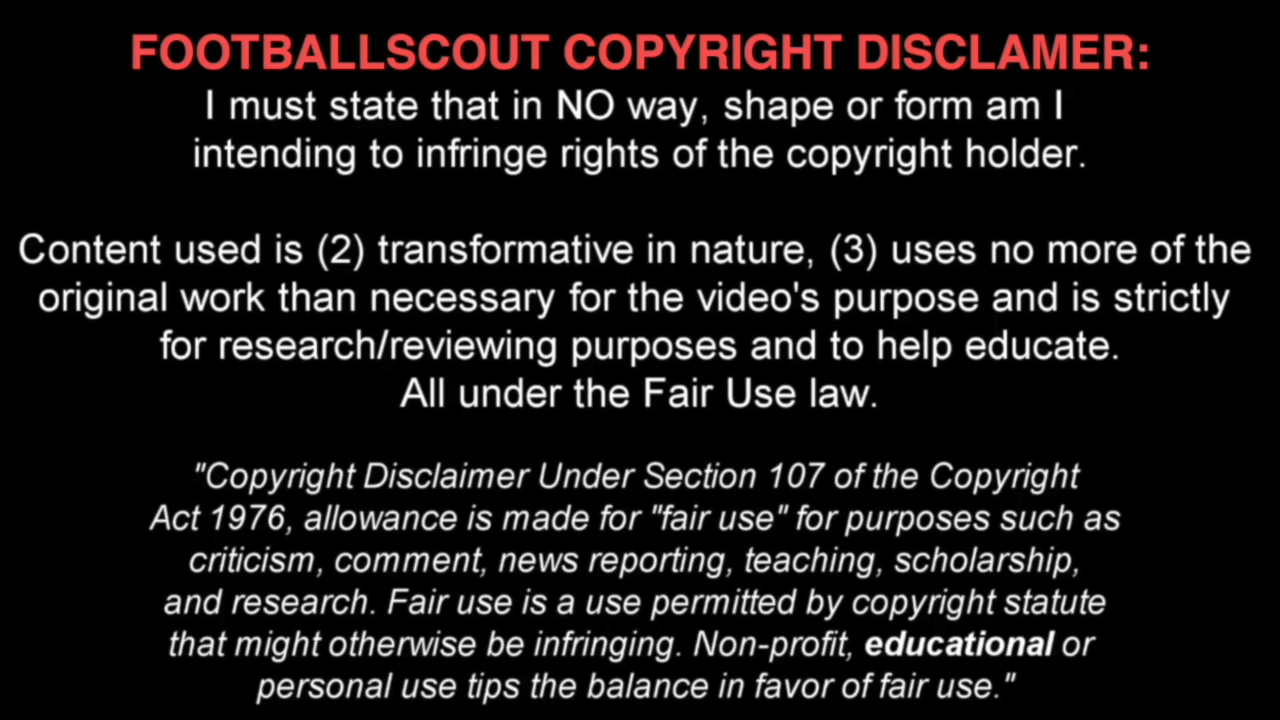 FOOTBALLSCOUT COPYRIGHT DISCLAMER:
I must state that in NO way, shape or form am I
intending to infringe rights of the copyright holder.
Content used is (2) transformative in nature, (3) uses no more of the
original work than necessary for the video's purpose and is strictly
for research/reviewing purposes and to help educate.
All under the Fair Use law.
"Copyright Disclaimer Under Section 107 of the Copyright
Act 1976, allowance is made for "fair use" for purposes such as
criticism, comment, news reporting, teaching, scholarship,
and research. Fair use is a use permitted by copyright statute
that might otherwise be infringing. Non-profit, educational or
personal use tips the balance in favor of fair use."